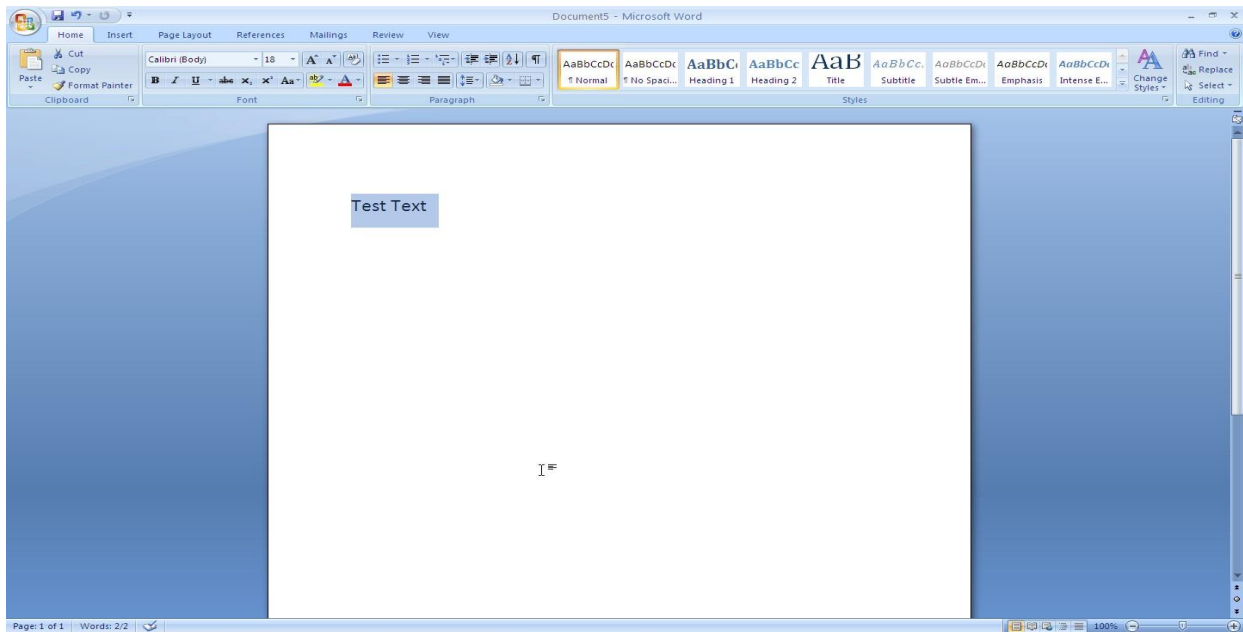 Document5 - Microsoft Word
Home Insert Page Layout References Mailings Review View
Paste
Cut
Copy
Format Painter
Clipboard
Calibri (Body) 18
B I U abc X, X² Aa A
Font
Paragraph
AaBbCcDc AaBbCcDc AaBbC AaBbCc AaB AaBbCc. AaBbCcDc AaBbCcDc AaBbCcDc
¶ Normal ¶ No Spaci... Heading 1 Heading 2 Title Subtitle Subtle Em... Emphasis Intense E...
Change
Styles
Styles
Find
Replace
Select
Editing
Test Text
Page: 1 of 1 Words: 2/2 100%